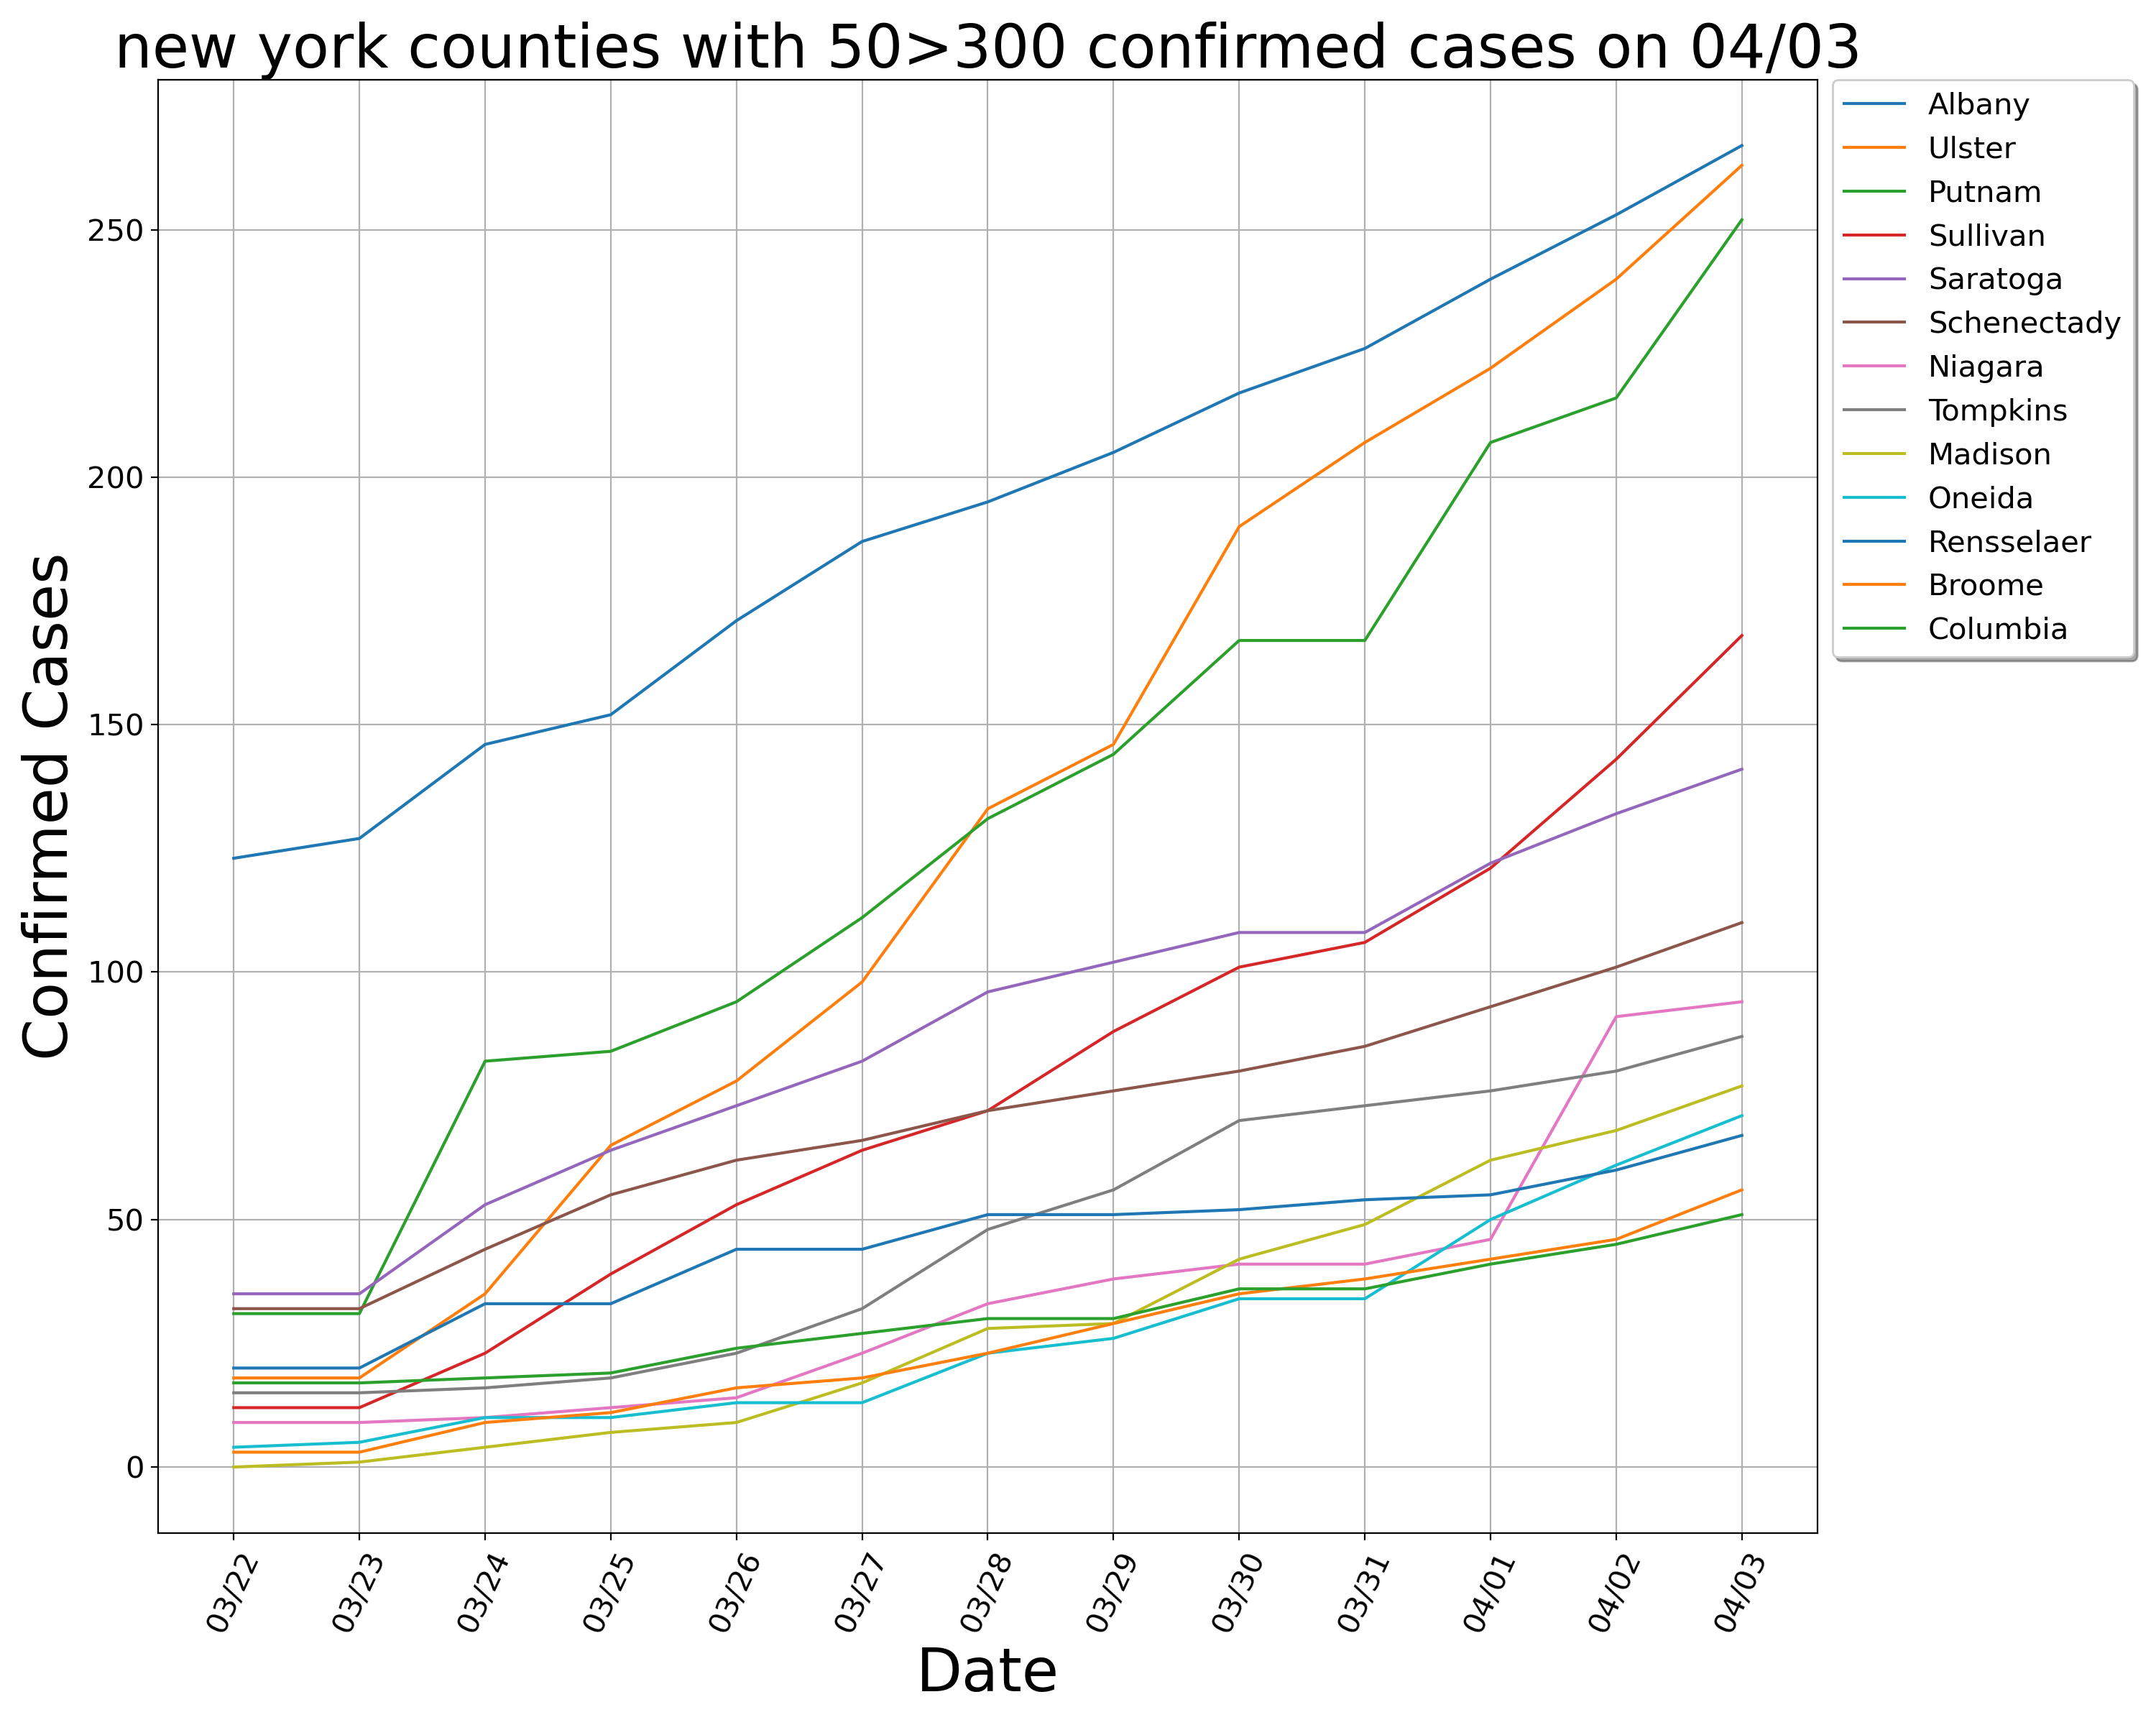 new york counties with 50>300 confirmed cases on 04/03
Albany
Ulster
Putnam
Sullivan
Saratoga
Schenectady
Niagara
Tompkins
Madison
Oneida
Rensselaer
Broome
Columbia
Confirmed Cases
250
200
150
100
50
0
03/22
03/23
03/24
03/25
03/26
03/27
03/28
03/29
03/30
03/31
04/01
04/02
04/03
Date